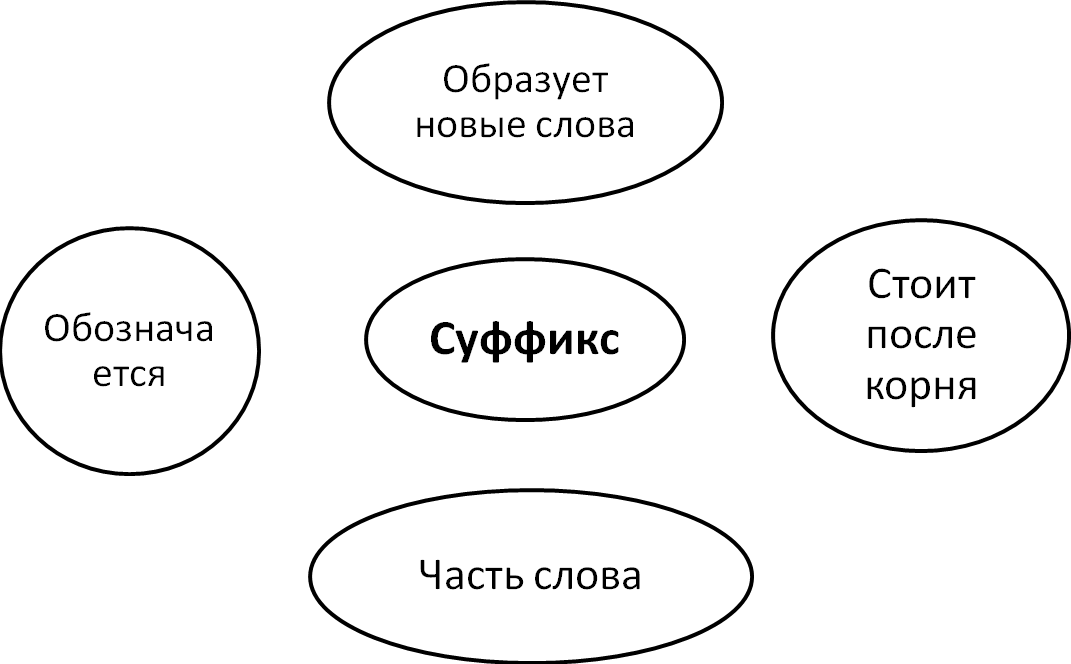 Образует
новые слова
Обознача
ется
Суффикс
Стоит
после
корня
Часть слова